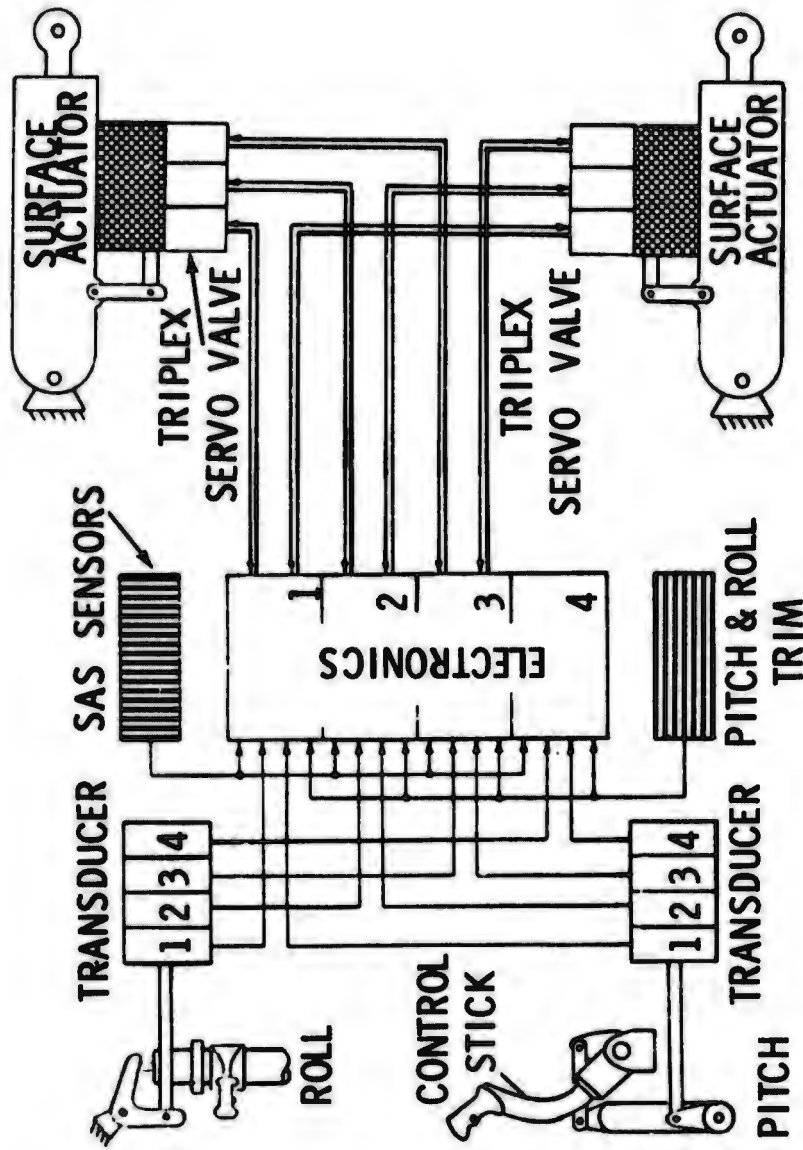 SURFACE
ACTUATOR
TRIPLEX
SERVO VALVE
SAS SENSORS
TRANSDUCER
1 2 3 4
ROLL
ELECTRONICS
1
2
3
4
CONTROL
STICK
PITCH
TRANSDUCER
1 2 3 4
PITCH & ROLL
TRIM
TRIPLEX
SERVO VALVE
SURFACE
ACTUATOR